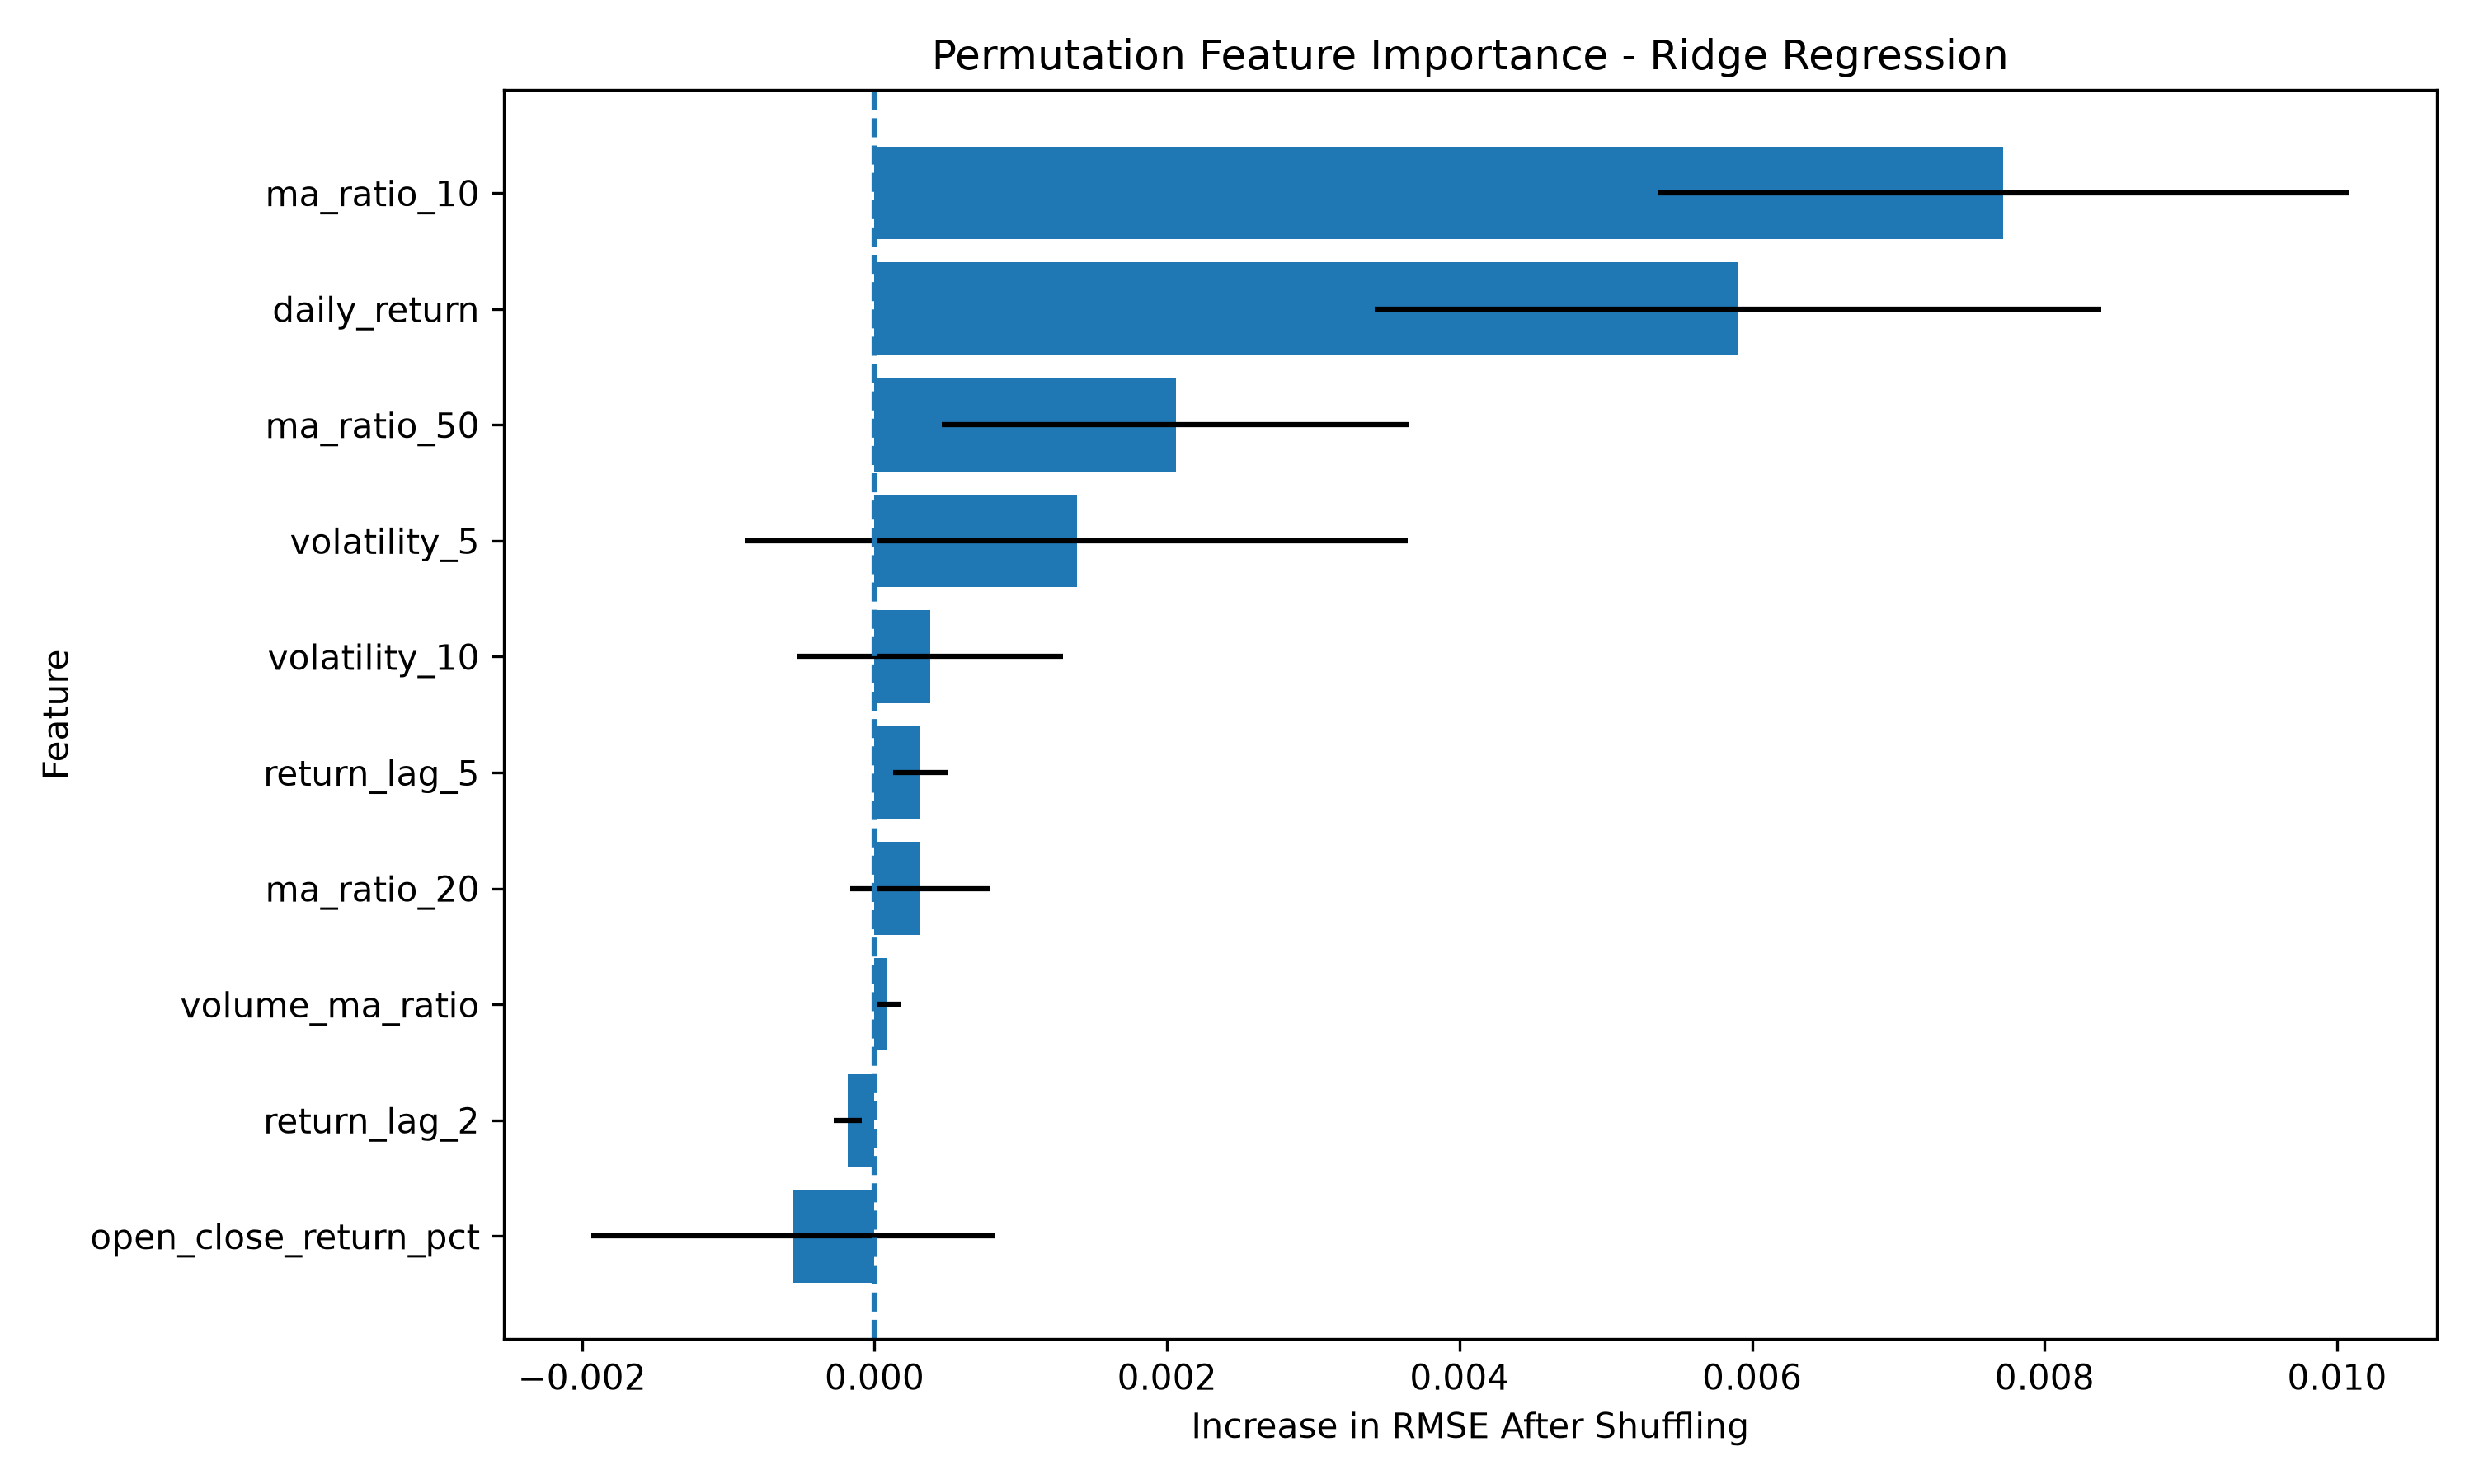 Permutation Feature Importance - Ridge Regression
ma_ratio_10
daily_return
ma_ratio_50
volatility_5
volatility_10
return_lag_5
ma_ratio_20
volume_ma_ratio
return_lag_2
open_close_return_pct
Feature
−0.002 0.000 0.002 0.004 0.006 0.008 0.010
Increase in RMSE After Shuffling